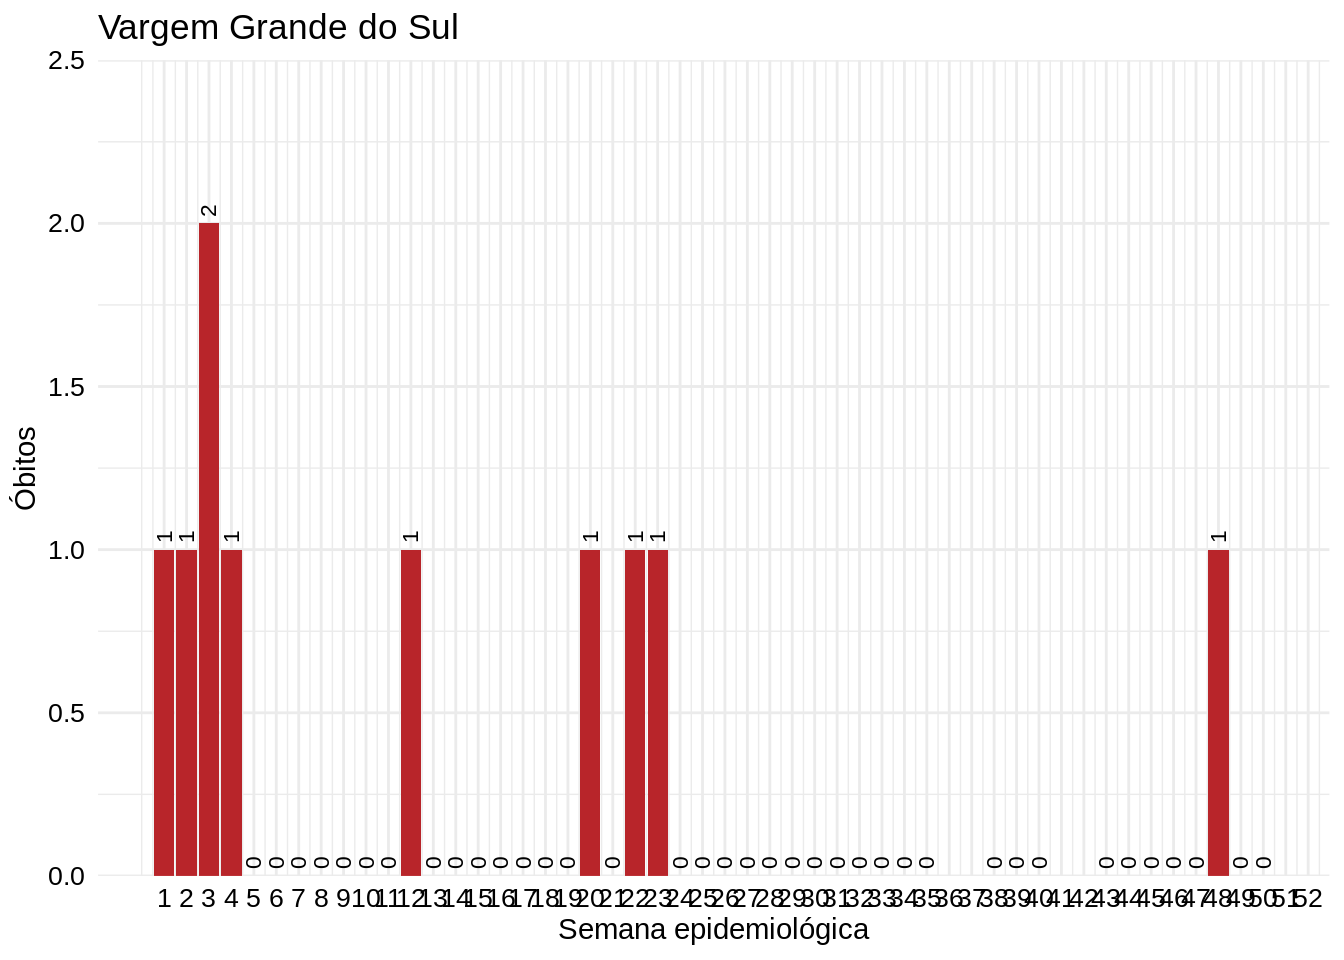 Vargem Grande do Sul
2.5
2.0
1.5
1.0
0.5
0.0
Óbitos
1 1 2 1 0 0 0 0 0 0 0 1 0 0 0 0 0 0 0 1 0 1 1 0 0 0 0 0 0 0 0 0 0 0 0 0 0 0 0 0 0 0 0 1 0 0
1 2 3 4 5 6 7 8 9 10 11 12 13 14 15 16 17 18 19 20 21 22 23 24 25 26 27 28 29 30 31 32 33 34 35 36 37 38 39 40 41 42 43 44 45 46 47 48 49 50 51 52
Semana epidemiológica